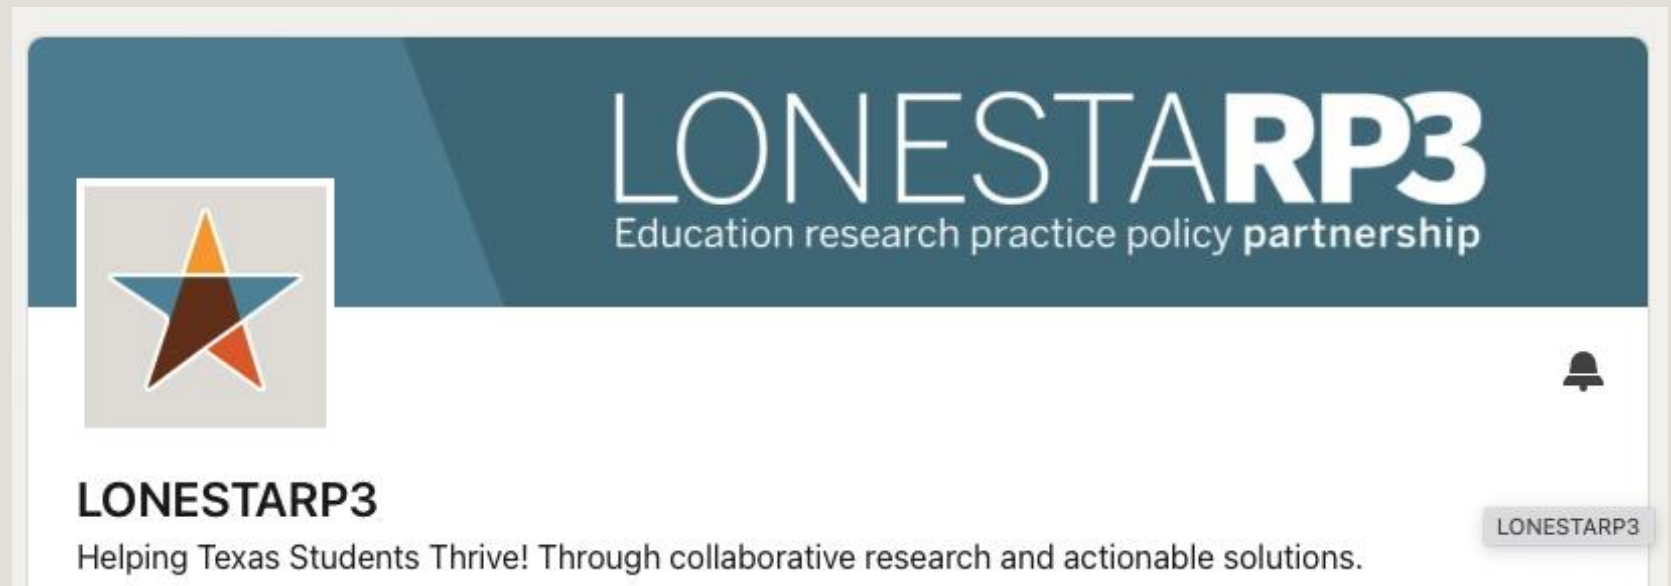 LONESTARP3
Education research practice policy partnership
LONESTARP3
LONESTARP3
Helping Texas Students Thrive! Through collaborative research and actionable solutions.